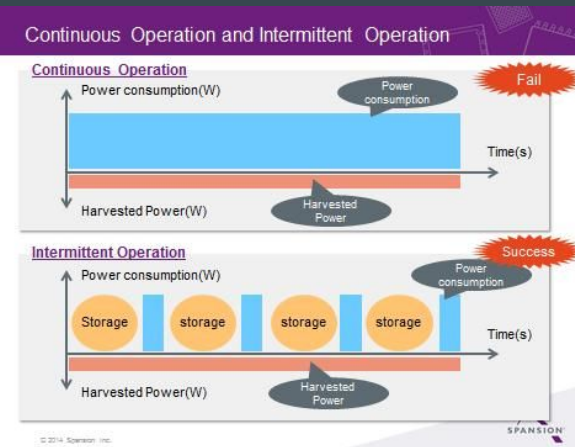 Continuous Operation and Intermittent Operation
Continuous Operation
Fail
Power consumption(W)
Power
consumption
Time(s)
Harvested Power(W)
Harvested
Power
Intermittent Operation
Success
Power consumption(W)
Power
consumption
Storage
storage
storage
storage
Time(s)
Harvested Power(W)
Harvested
Power
© 2014 Spansion Inc.
SPANSION